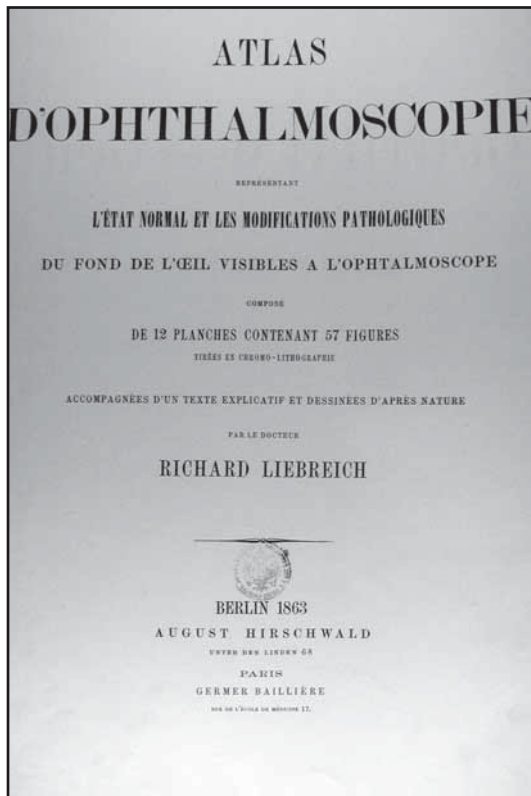 ATLAS
D'OPHTHALMOSCOPIE
REPRÉSENTANT
L'ÉTAT NORMAL ET LES MODIFICATIONS PATHOLOGIQUES
DU FOND DE L'ŒIL VISIBLES A L'OPHTALMOSCOPE
COMPOSÉ
DE 12 PLANCHES CONTENANT 57 FIGURES
TIRÉES EN CHROMO-LITHOGRAPHIE
ACCOMPAGNÉES D'UN TEXTE EXPLICATIF ET DESSINÉES D'APRÈS NATURE
PAR LE DOCTEUR
RICHARD LIEBREICH
BERLIN 1863
AUGUST HIRSCHWALD
UNTER DEN LINDEN 68
PARIS
GERMER BAILLIÈRE
RUE DE L'ÉCOLE DE MÉDECINE 17.